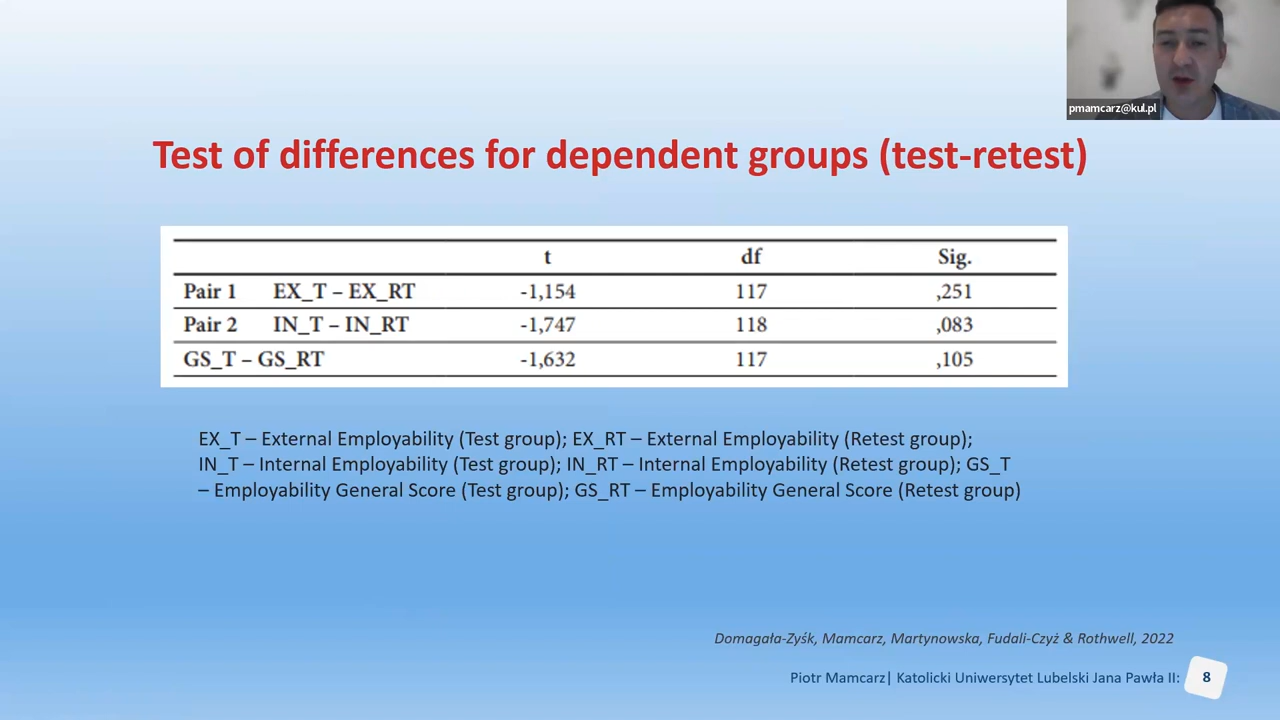 pmamcarz@kul.pl
Test of differences for dependent groups (test-retest)
t df Sig.
Pair 1 EX_T – EX_RT -1,154 117 ,251
Pair 2 IN_T – IN_RT -1,747 118 ,083
GS_T – GS_RT -1,632 117 ,105
EX_T – External Employability (Test group); EX_RT – External Employability (Retest group);
IN_T – Internal Employability (Test group); IN_RT – Internal Employability (Retest group); GS_T
– Employability General Score (Test group); GS_RT – Employability General Score (Retest group)
Domagała-Zyśk, Mamcarz, Martynowska, Fudali-Czyż & Rothwell, 2022
Piotr Mamcarz| Katolicki Uniwersytet Lubelski Jana Pawła II: 8